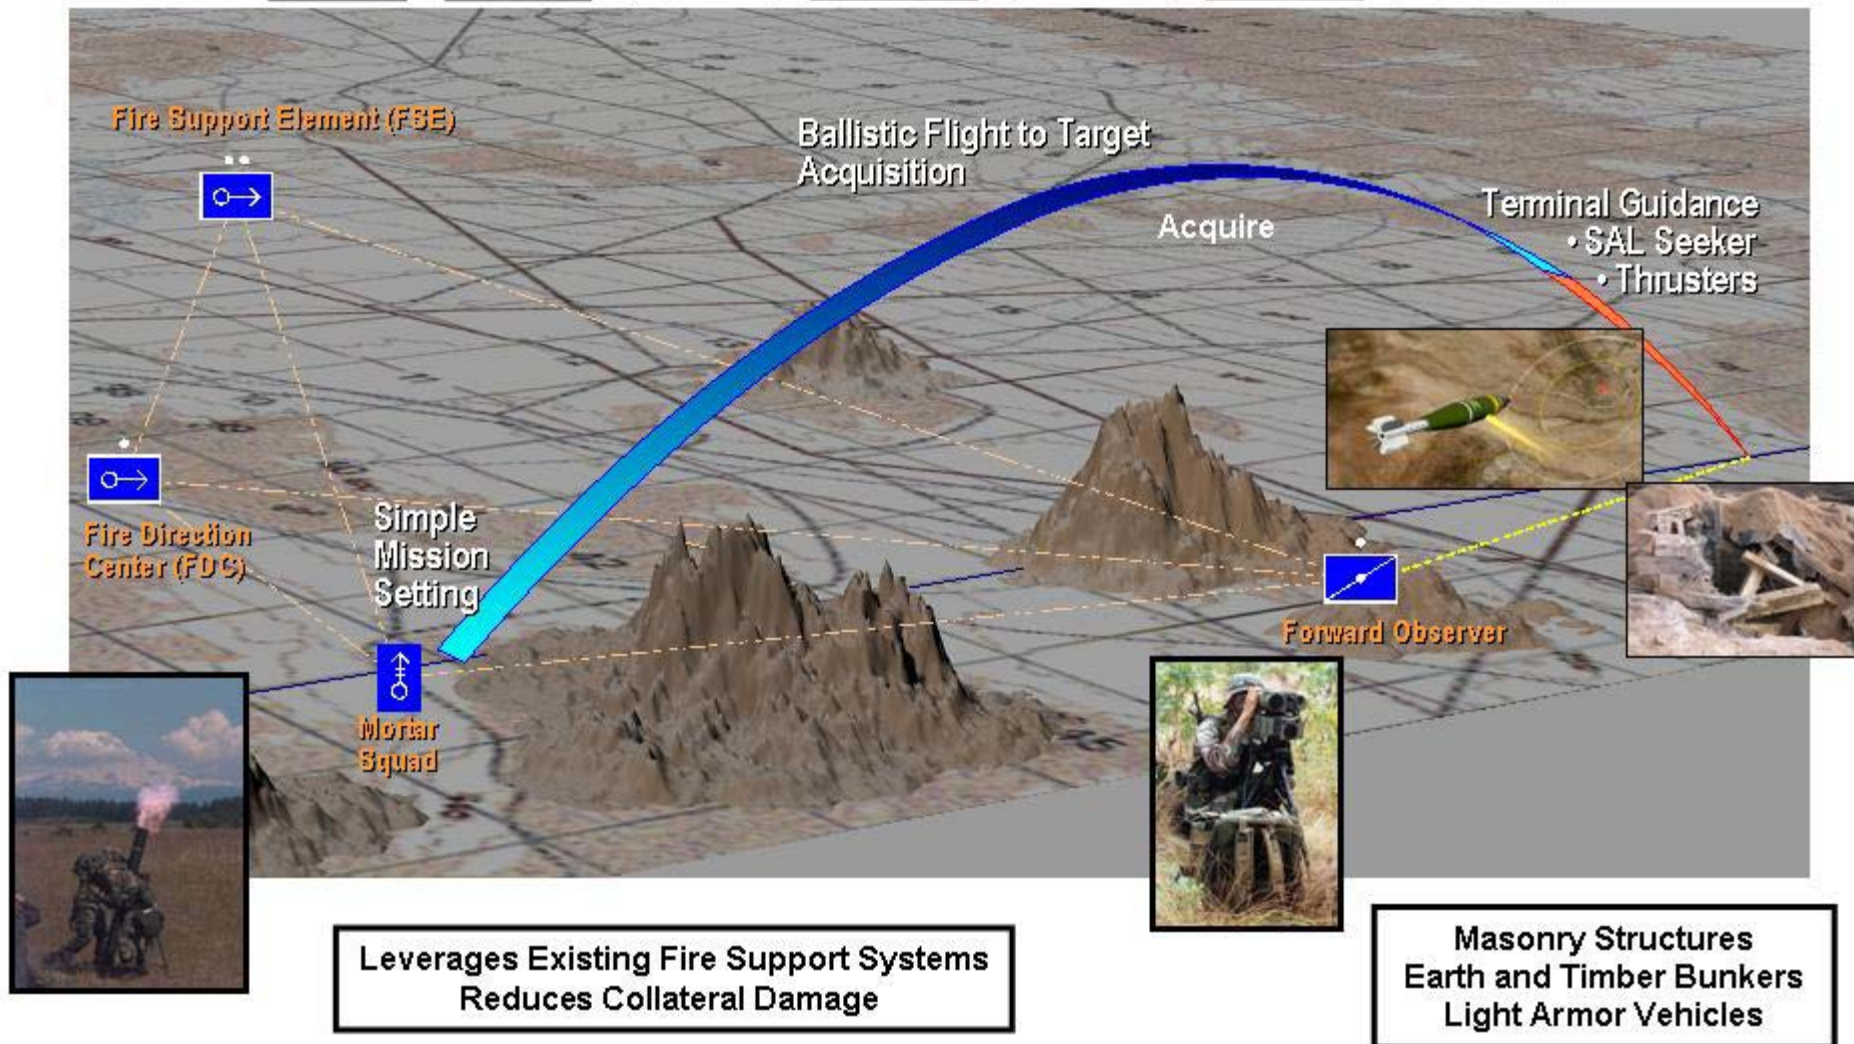 Fire Support Element (FSE)
Ballistic Flight to Target
Acquisition
Acquire
Terminal Guidance
• SAL Seeker
• Thrusters
Simple
Mission
Setting
Fire Direction
Center (FDC)
Mortar
Squad
Forward Observer
Leverages Existing Fire Support Systems
Reduces Collateral Damage
Masonry Structures
Earth and Timber Bunkers
Light Armor Vehicles